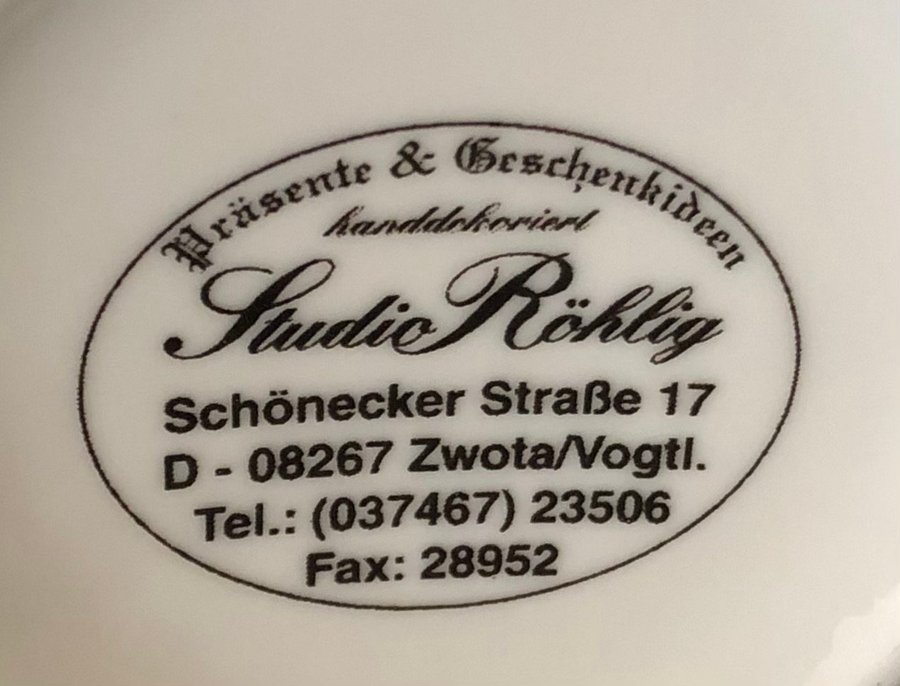 Präsente & Geschenkideen
handdekoriert
Studio Röhlig
Schönecker Straße 17
D - 08267 Zwota/Vogtl.
Tel.: (037467) 23506
Fax: 28952